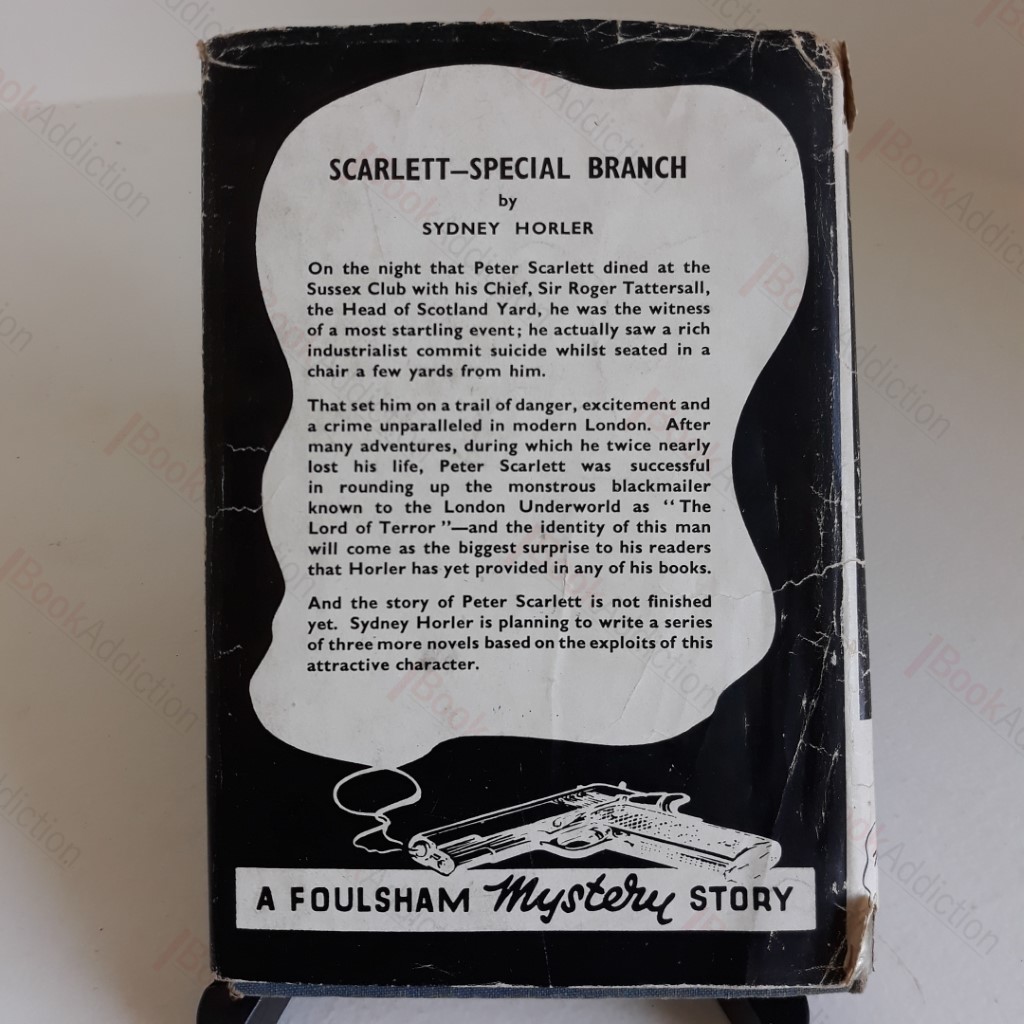 SCARLETT—SPECIAL BRANCH
by
SYDNEY HORLER
On the night that Peter Scarlett dined at the
Sussex Club with his Chief, Sir Roger Tattersall,
the Head of Scotland Yard, he was the witness
of a most startling event; he actually saw a rich
industrialist commit suicide whilst seated in a
chair a few yards from him.
That set him on a trail of danger, excitement and
a crime unparalleled in modern London. After
many adventures, during which he twice nearly
lost his life, Peter Scarlett was successful
in rounding up the monstrous blackmailer
known to the London Underworld as "The
Lord of Terror"—and the identity of this man
will come as the biggest surprise to his readers
that Horler has yet provided in any of his books.
And the story of Peter Scarlett is not finished
yet. Sydney Horler is planning to write a series
of three more novels based on the exploits of this
attractive character.
A FOULSHAM Mystery STORY
BookAddiction